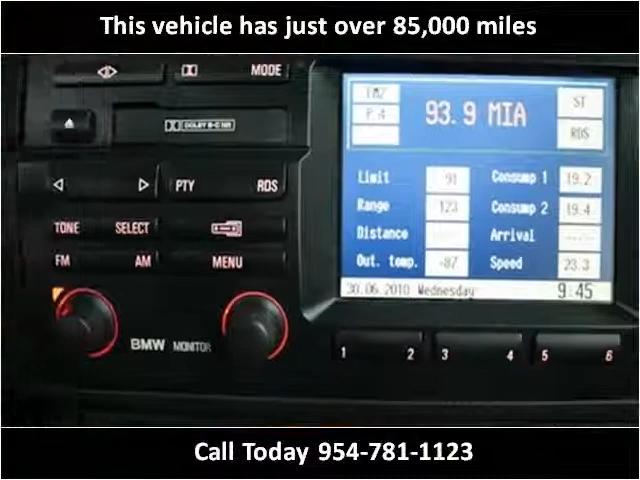 This vehicle has just over 85,000 miles
MODE
FM2
93.9 MIA
ST
P.4
DOLBY B-C NR
RDS
PTY RDS
Limit 91 Consump 1 19.2
Range 123 Consump 2 19.4
TONE SELECT
Distance Arrival --:--
FM AM MENU
Out. temp. -87 Speed 23.3
30.06.2010 Wednesday 9:45
BMW MONITOR
1 2 3 4 5 6
Call Today 954-781-1123